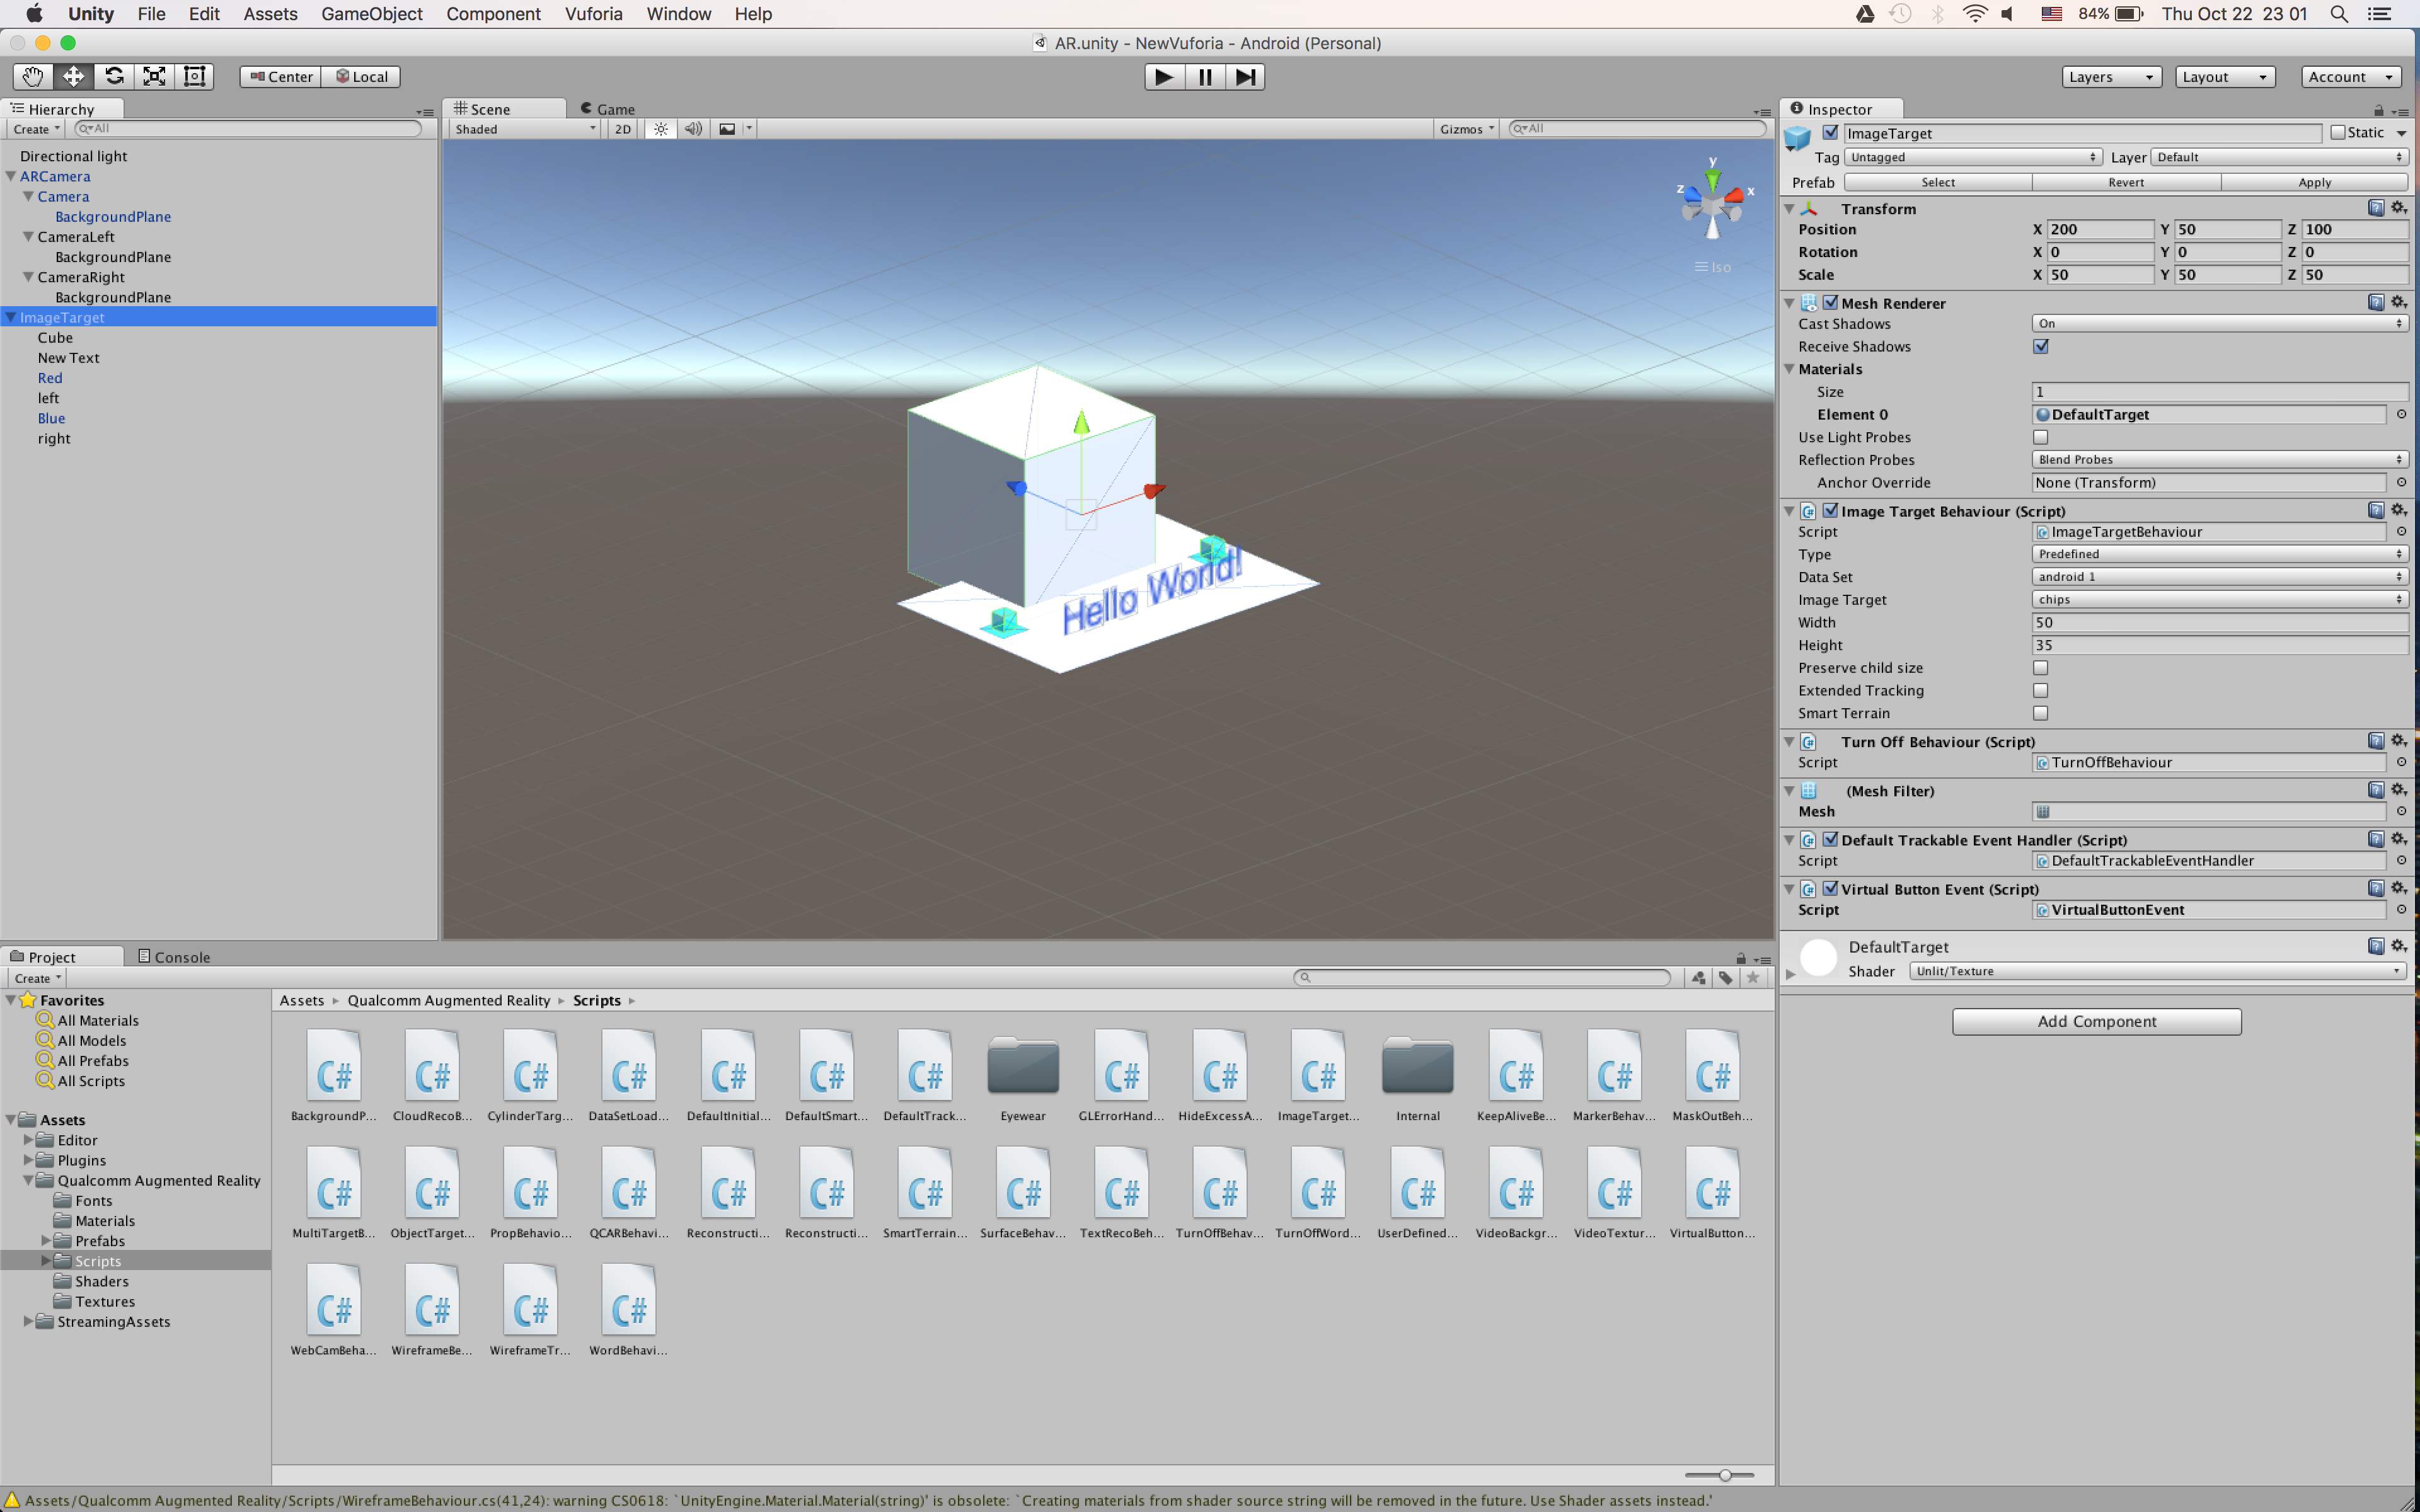 Unity File Edit Assets GameObject Component Vuforia Window Help 84% Thu Oct 22 23 01
AR.unity - NewVuforia - Android (Personal)
Center Local Layers Layout Account
Hierarchy
Create All
Directional light
ARCamera
Camera
BackgroundPlane
CameraLeft
BackgroundPlane
CameraRight
BackgroundPlane
ImageTarget
Cube
New Text
Red
left
Blue
right
Scene Game
Shaded 2D Gizmos All
y
z x
Iso
Hello World!
Inspector
ImageTarget Static
Tag Untagged Layer Default
Prefab Select Revert Apply
Transform
Position X 200 Y 50 Z 100
Rotation X 0 Y 0 Z 0
Scale X 50 Y 50 Z 50
Mesh Renderer
Cast Shadows On
Receive Shadows
Materials
Size 1
Element 0 DefaultTarget
Use Light Probes
Reflection Probes Blend Probes
Anchor Override None (Transform)
Image Target Behaviour (Script)
Script ImageTargetBehaviour
Type Predefined
Data Set android 1
Image Target chips
Width 50
Height 35
Preserve child size
Extended Tracking
Smart Terrain
Turn Off Behaviour (Script)
Script TurnOffBehaviour
(Mesh Filter)
Mesh
Default Trackable Event Handler (Script)
Script DefaultTrackableEventHandler
Virtual Button Event (Script)
Script VirtualButtonEvent
DefaultTarget
Shader Unlit/Texture
Add Component
Project Console
Create
Favorites
All Materials
All Models
All Prefabs
All Scripts
Assets
Editor
Plugins
Qualcomm Augmented Reality
Fonts
Materials
Prefabs
Scripts
Shaders
Textures
StreamingAssets
Assets Qualcomm Augmented Reality Scripts
C# C# C# C# C# C# C# C# C# C# C# C# C#
BackgroundP... CloudRecoB... CylinderTarg... DataSetLoad... DefaultInitial... DefaultSmart... DefaultTrack... Eyewear GLErrorHand... HideExcessA... ImageTarget... Internal KeepAliveBe... MarkerBehav... MaskOutBeh...
C# C# C# C# C# C# C# C# C# C# C# C# C# C# C#
MultiTargetB... ObjectTarget... PropBehavio... QCARBehavi... Reconstructi... Reconstructi... SmartTerrain... SurfaceBehav... TextRecoBeh... TurnOffBehav... TurnOffWord... UserDefined... VideoBackgr... VideoTextur... VirtualButton...
C# C# C# C#
WebCamBeha... WireframeBe... WireframeTr... WordBehavi...
Assets/Qualcomm Augmented Reality/Scripts/WireframeBehaviour.cs(41,24): warning CS0618: `UnityEngine.Material.Material(string)' is obsolete: `Creating materials from shader source string will be removed in the future. Use Shader assets instead.'